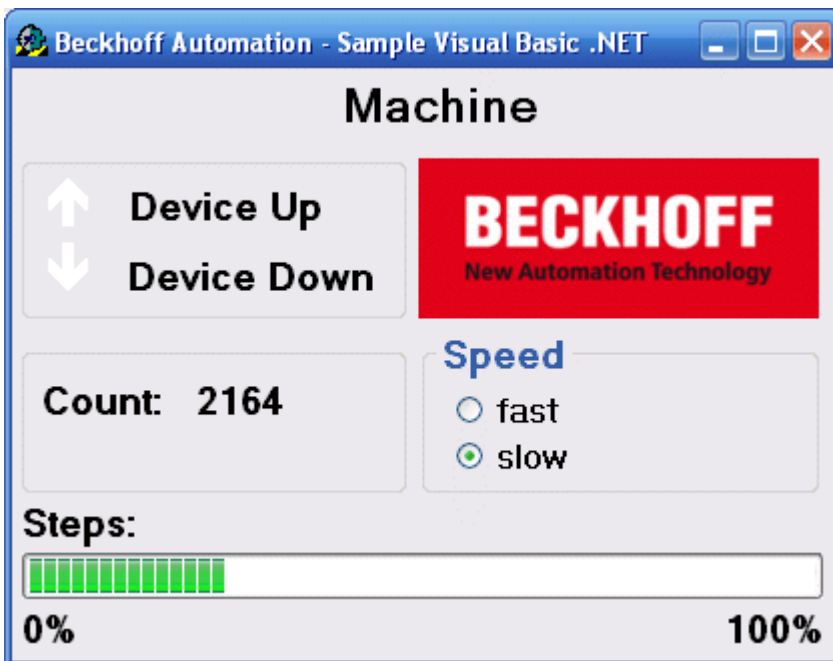 Beckhoff Automation - Sample Visual Basic .NET
Machine
Device Up
Device Down
BECKHOFF
New Automation Technology
Count: 2164
Speed
fast
slow
Steps:
0% 100%